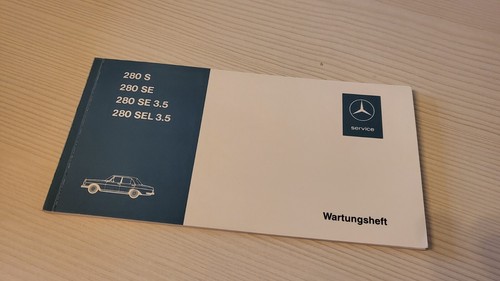 280 S
280 SE
280 SE 3.5
280 SEL 3.5
service
Wartungsheft